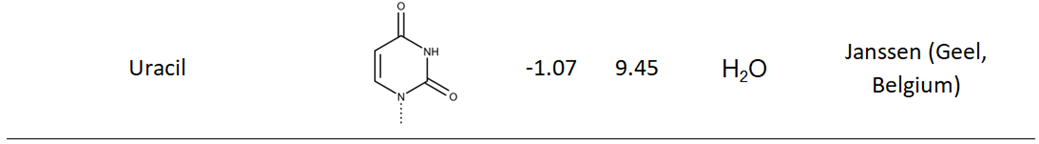 O
NH
N
O
Uracil
-1.07
9.45
H₂O
Janssen (Geel,
Belgium)